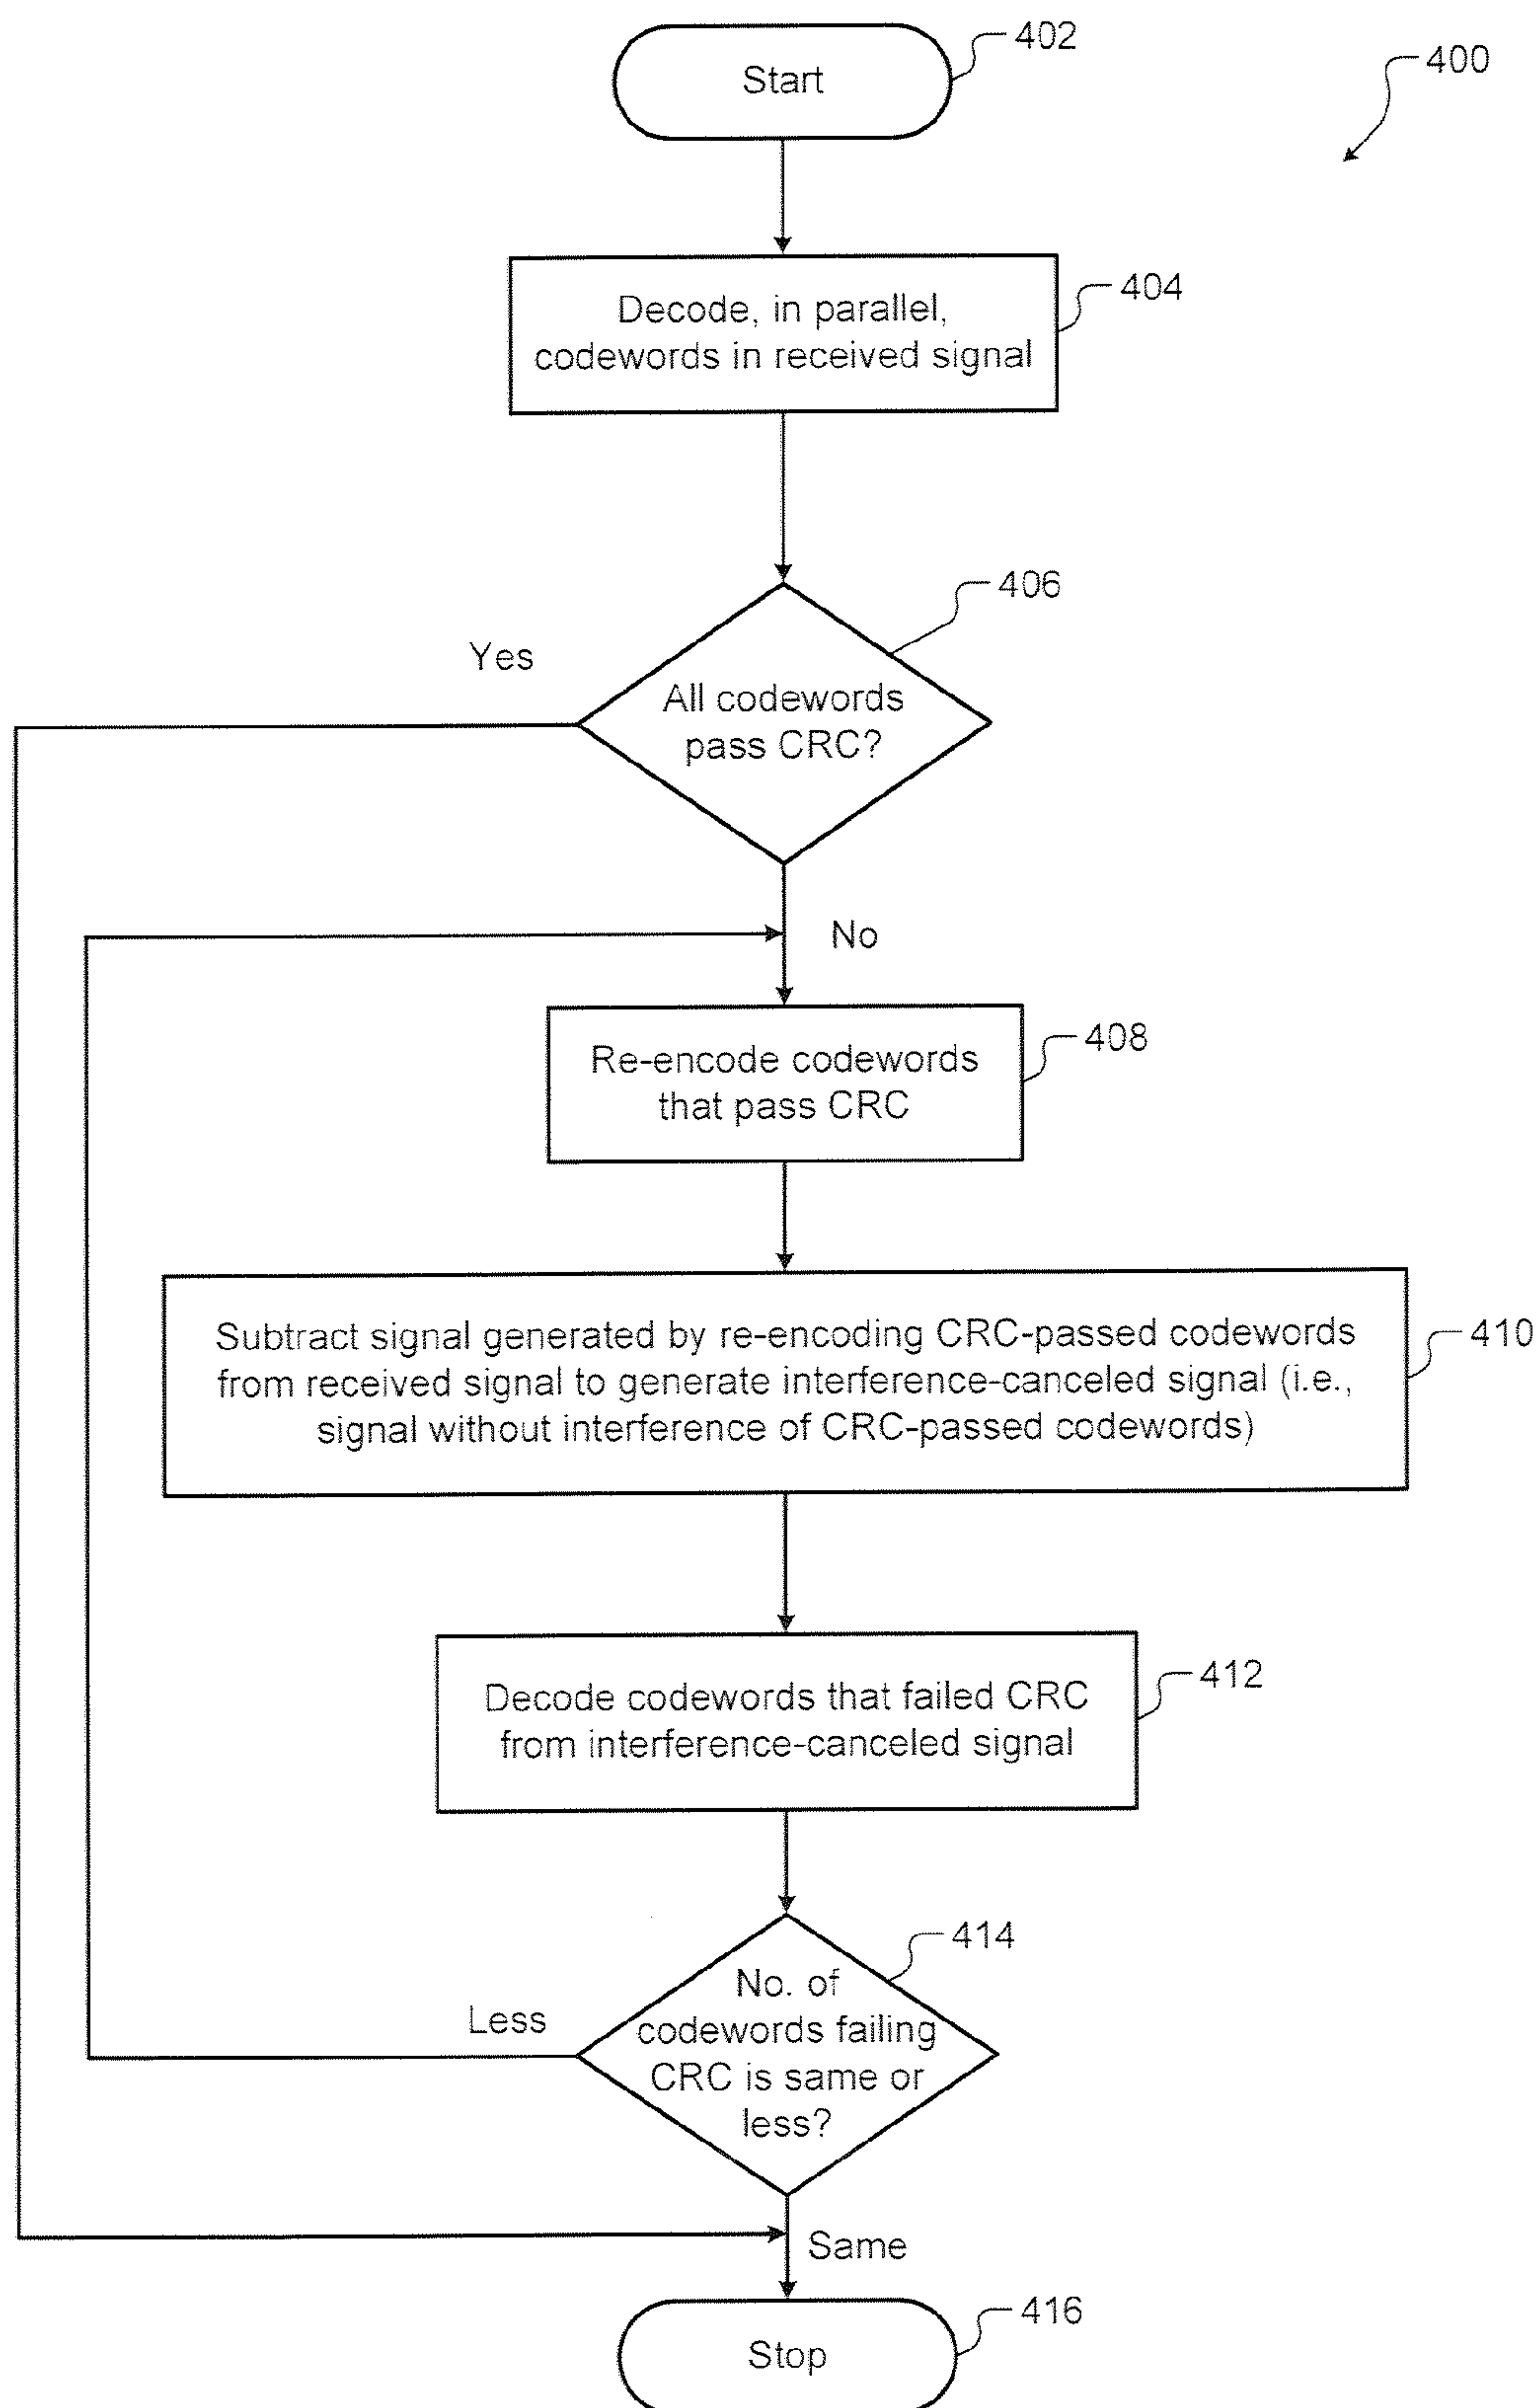 402
400
Start
404
Decode, in parallel,
codewords in received signal
406
Yes
All codewords
pass CRC?
No
408
Re-encode codewords
that pass CRC
410
Subtract signal generated by re-encoding CRC-passed codewords
from received signal to generate interference-canceled signal (i.e.,
signal without interference of CRC-passed codewords)
412
Decode codewords that failed CRC
from interference-canceled signal
414
No. of
codewords failing
CRC is same or
less?
Less
Same
416
Stop